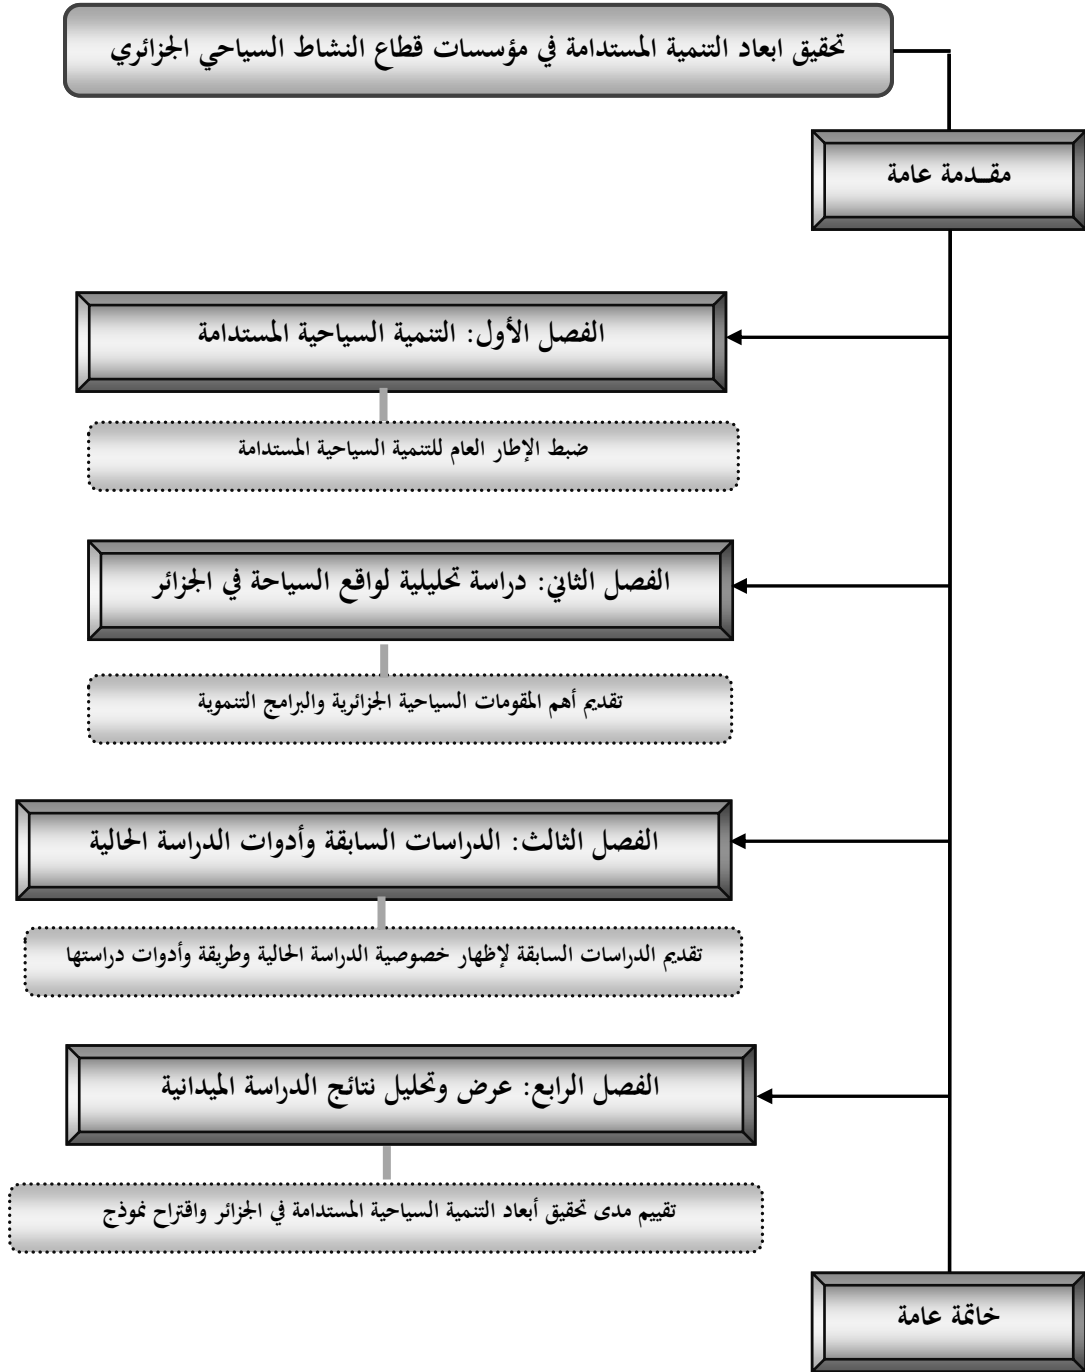 تحقيق ابعاد التنمية المستدامة في مؤسسات قطاع النشاط السياحي الجزائري
مقـدمة عامة
الفصل الأول: التنمية السياحية المستدامة
ضبط الإطار العام للتنمية السياحية المستدامة
الفصل الثاني: دراسة تحليلية لواقع السياحة في الجزائر
تقديم أهم المقومات السياحية الجزائرية والبرامج التنموية
الفصل الثالث: الدراسات السابقة وأدوات الدراسة الحالية
تقديم الدراسات السابقة لإظهار خصوصية الدراسة الحالية وطريقة وأدوات دراستها
الفصل الرابع: عرض وتحليل نتائج الدراسة الميدانية
تقييم مدى تحقيق أبعاد التنمية السياحية المستدامة في الجزائر واقتراح نموذج
خاتمة عامة